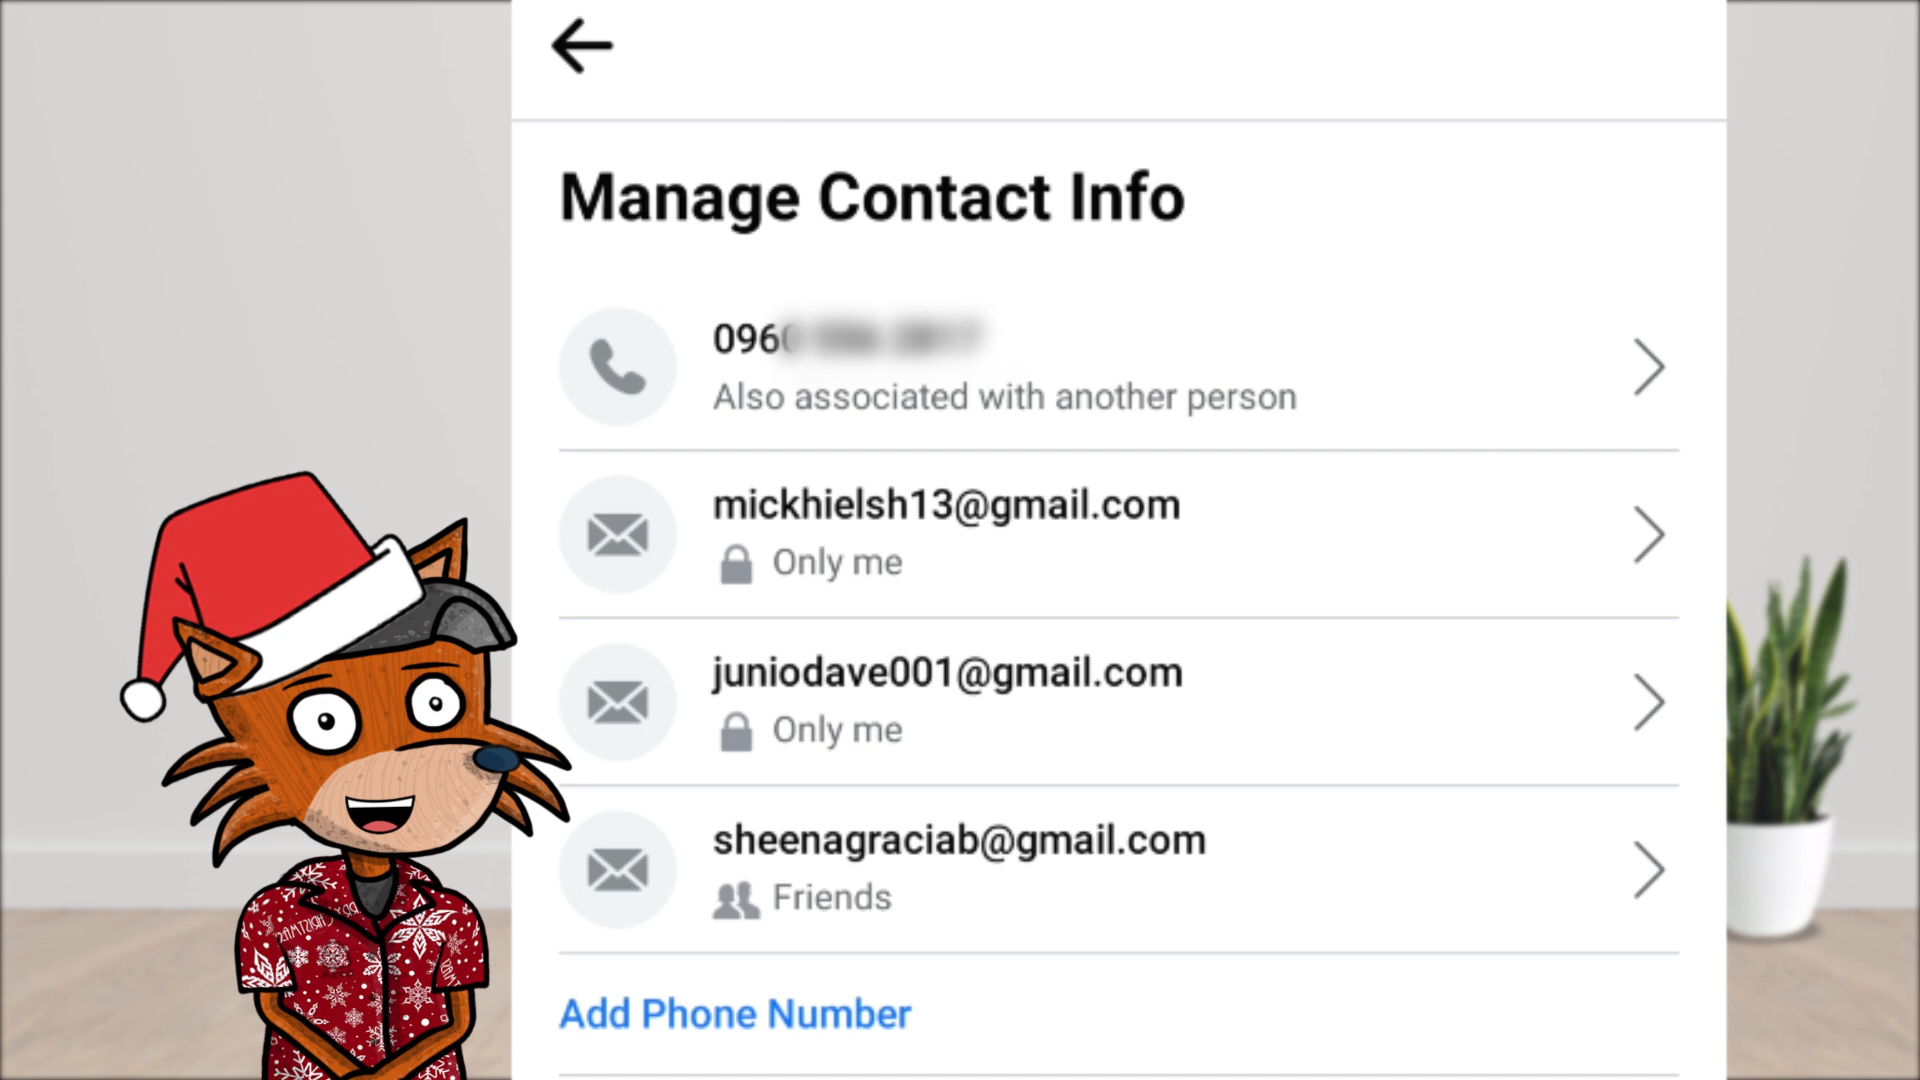 Manage Contact Info
096
Also associated with another person
mickhielsh13@gmail.com
Only me
juniodave001@gmail.com
Only me
sheenagraciab@gmail.com
Friends
Add Phone Number